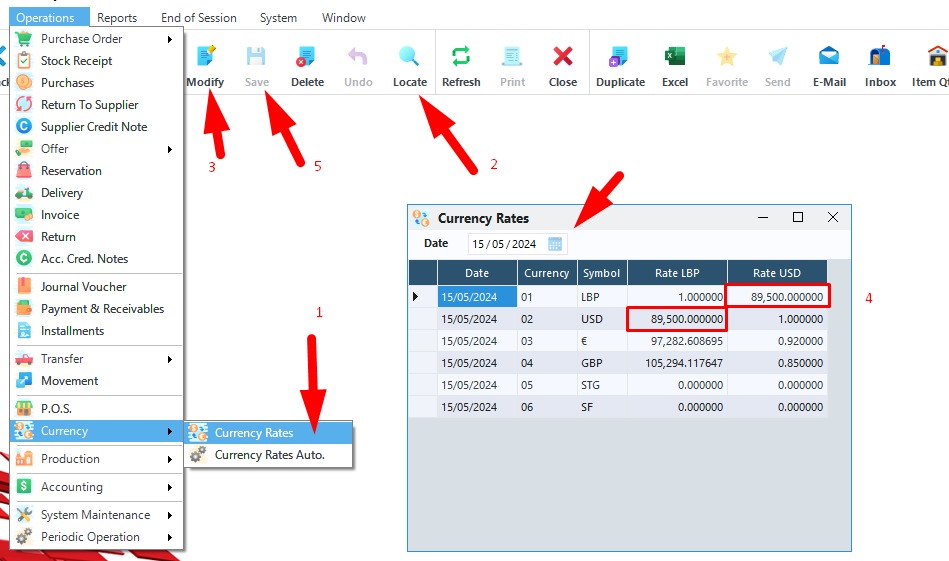 Operations Reports End of Session System Window
Purchase Order
Stock Receipt
Purchases
Return To Supplier
Supplier Credit Note
Offer
Reservation
Delivery
Invoice
Return
Acc. Cred. Notes
Journal Voucher
Payment & Receivables
Installments
Transfer
Movement
P.O.S.
Currency
Production
Accounting
System Maintenance
Periodic Operation
Currency Rates
Currency Rates Auto.
Modify Save Delete Undo Locate Refresh Print Close Duplicate Excel Favorite Send E-Mail Inbox Item
3
5
2
1
Currency Rates
Date 15/05/2024
Date Currency Symbol Rate LBP Rate USD
15/05/2024 01 LBP 1.000000 89,500.000000
4
15/05/2024 02 USD 89,500.000000 1.000000
15/05/2024 03 € 97,282.608695 0.920000
15/05/2024 04 GBP 105,294.117647 0.850000
15/05/2024 05 STG 0.000000 0.000000
15/05/2024 06 SF 0.000000 0.000000